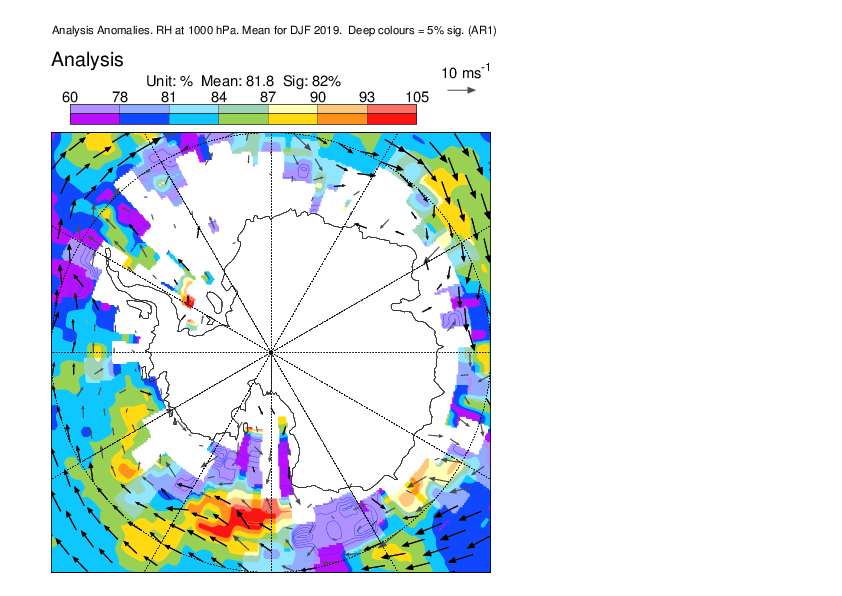 Analysis Anomalies. RH at 1000 hPa. Mean for DJF 2019.  Deep colours = 5% sig. (AR1)
Analysis
10 ms-1
Unit: %  Mean: 81.8  Sig: 82%
60 78 81 84 87 90 93 105